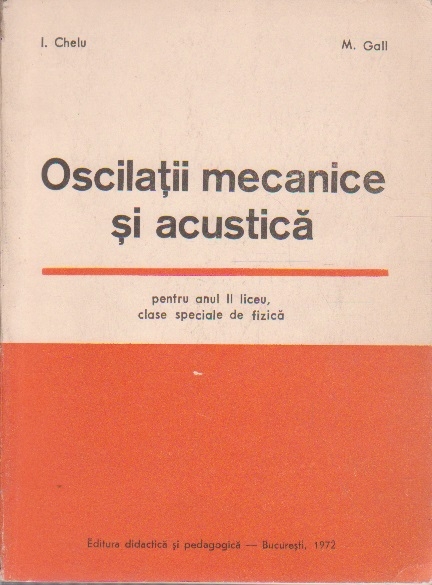 I. Chelu M. Gall
Oscilații mecanice
și acustică
pentru anul II liceu,
clase speciale de fizică
Editura didactică și pedagogică — București, 1972